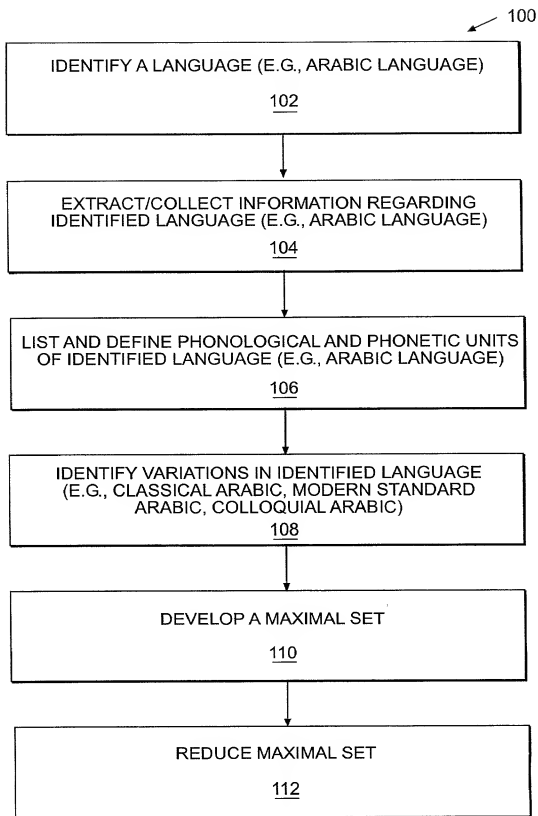 100
IDENTIFY A LANGUAGE (E.G., ARABIC LANGUAGE)
102
EXTRACT/COLLECT INFORMATION REGARDING
IDENTIFIED LANGUAGE (E.G., ARABIC LANGUAGE)
104
LIST AND DEFINE PHONOLOGICAL AND PHONETIC UNITS
OF IDENTIFIED LANGUAGE (E.G., ARABIC LANGUAGE)
106
IDENTIFY VARIATIONS IN IDENTIFIED LANGUAGE
(E.G., CLASSICAL ARABIC, MODERN STANDARD
ARABIC, COLLOQUIAL ARABIC)
108
DEVELOP A MAXIMAL SET
110
REDUCE MAXIMAL SET
112